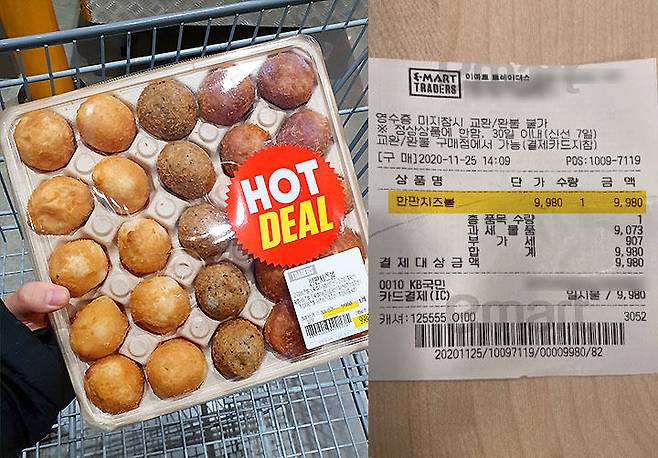 HOT
DEAL
TRADERS
한판치즈볼
E·MART
TRADERS
이마트 트레이더스
영수증 미지참시 교환/환불 불가
※ 정상상품에 한함, 30일 이내(신선 7일)
교환/환불 구매점에서 가능(결제카드지참)
[구 매]2020-11-25 14:09 POS:1009-7119
상 품 명 단 가 수량 금 액
한판치즈볼 9,980 1 9,980
총 품목 수량 1
과 세 물 품 9,073
부 가 세 907
합 계 9,980
결 제 대 상 금 액 9,980
0010 KB국민
카드결제(IC) 일시불 / 9,980
캐셔:125555 O100 3052
20201125/10097119/00009980/82